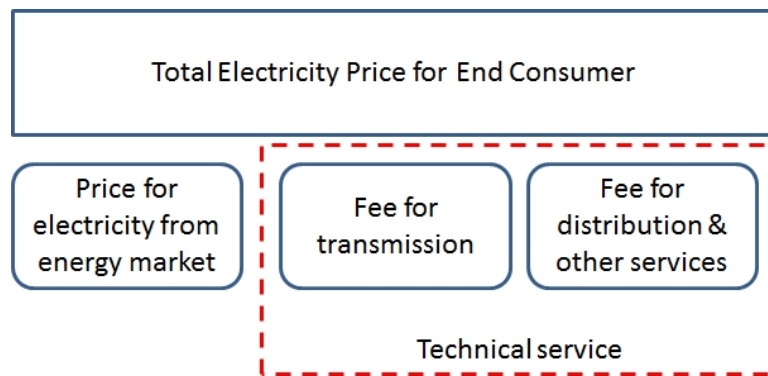 Total Electricity Price for End Consumer
Price for
electricity from
energy market
Fee for
transmission
Fee for
distribution &
other services
Technical service